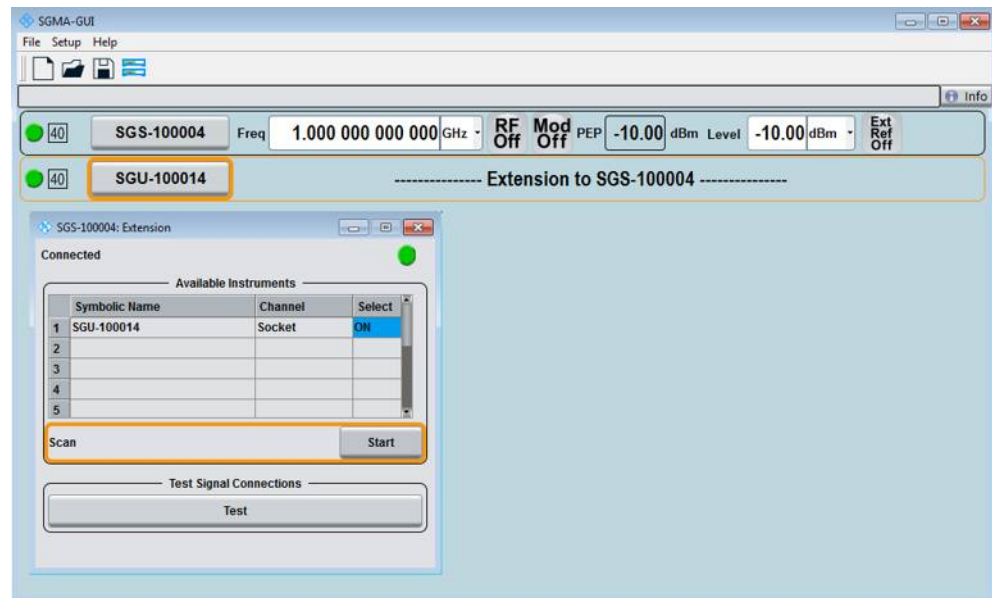 SGMA-GUI
File Setup Help
Info
40 SGS-100004 Freq 1.000 000 000 000 GHz RF Off Mod Off PEP -10.00 dBm Level -10.00 dBm Ext Ref Off
40 SGU-100014 --------------- Extension to SGS-100004 ---------------
SGS-100004: Extension
Connected
Available Instruments
Symbolic Name Channel Select
1 SGU-100014 Socket ON
2
3
4
5
Scan Start
Test Signal Connections
Test